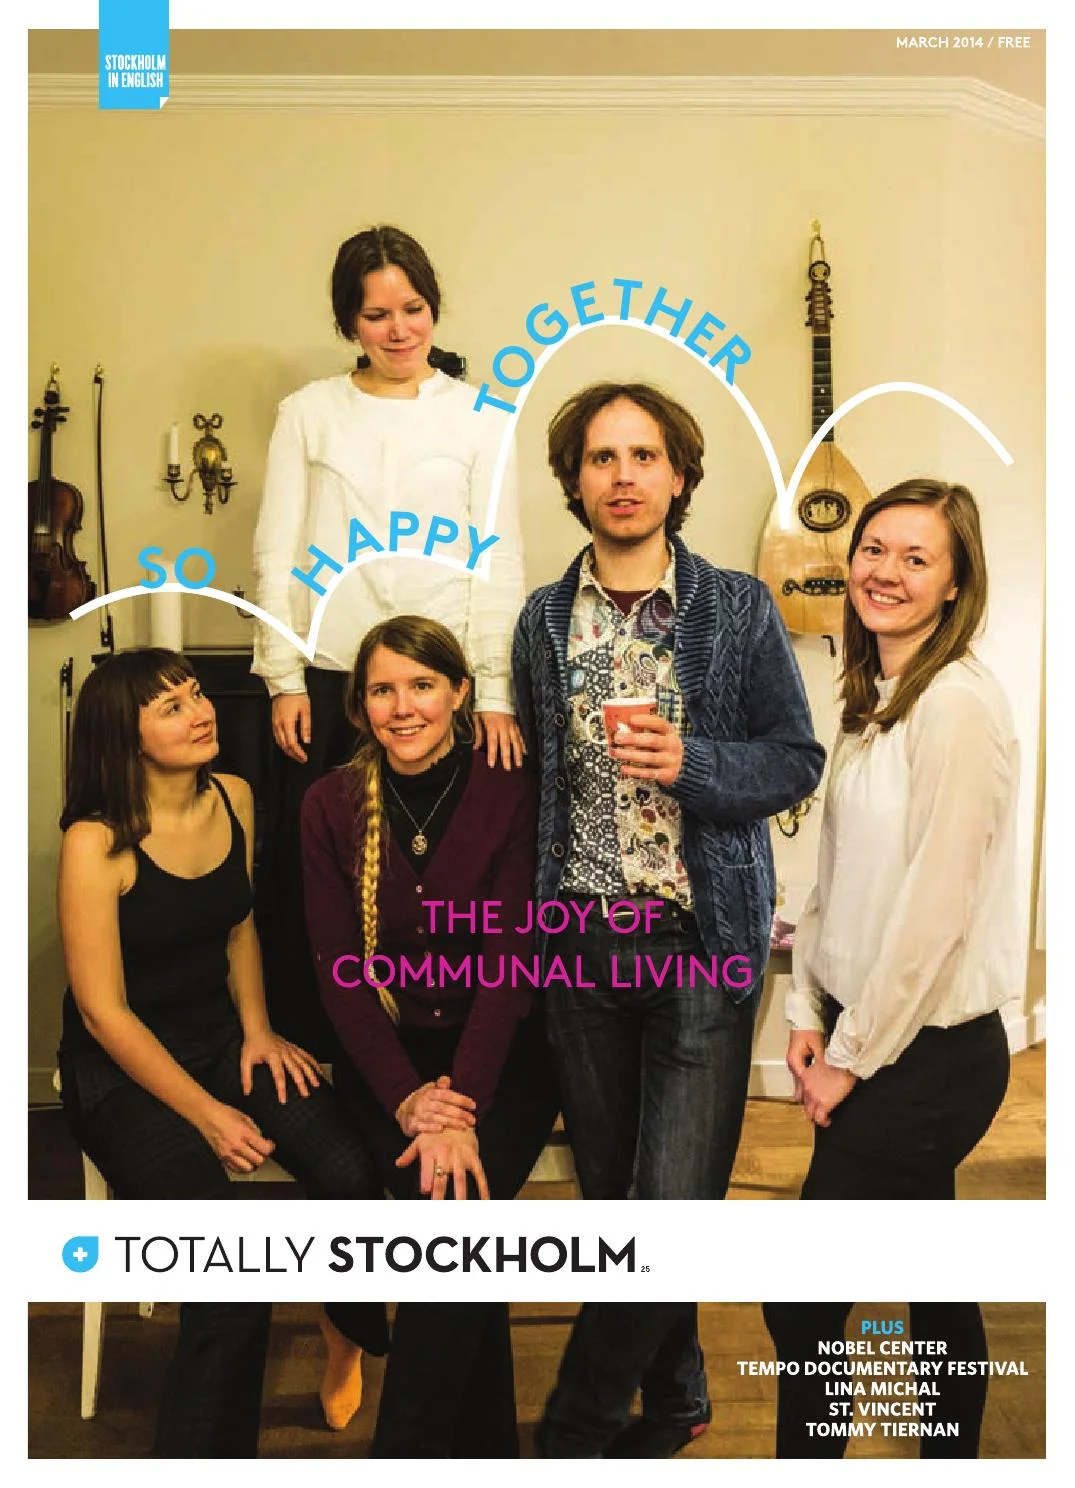 STOCKHOLM
IN ENGLISH
MARCH 2014 / FREE
SO HAPPY TOGETHER
THE JOY OF
COMMUNAL LIVING
TOTALLY STOCKHOLM 25
PLUS
NOBEL CENTER
TEMPO DOCUMENTARY FESTIVAL
LINA MICHAL
ST. VINCENT
TOMMY TIERNAN